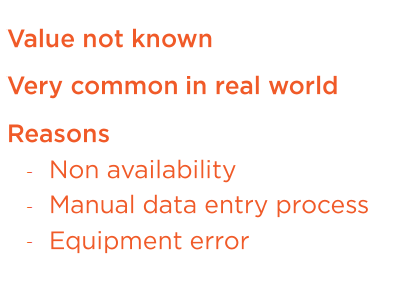 Value not known
Very common in real world
Reasons
- Non availability
- Manual data entry process
- Equipment error